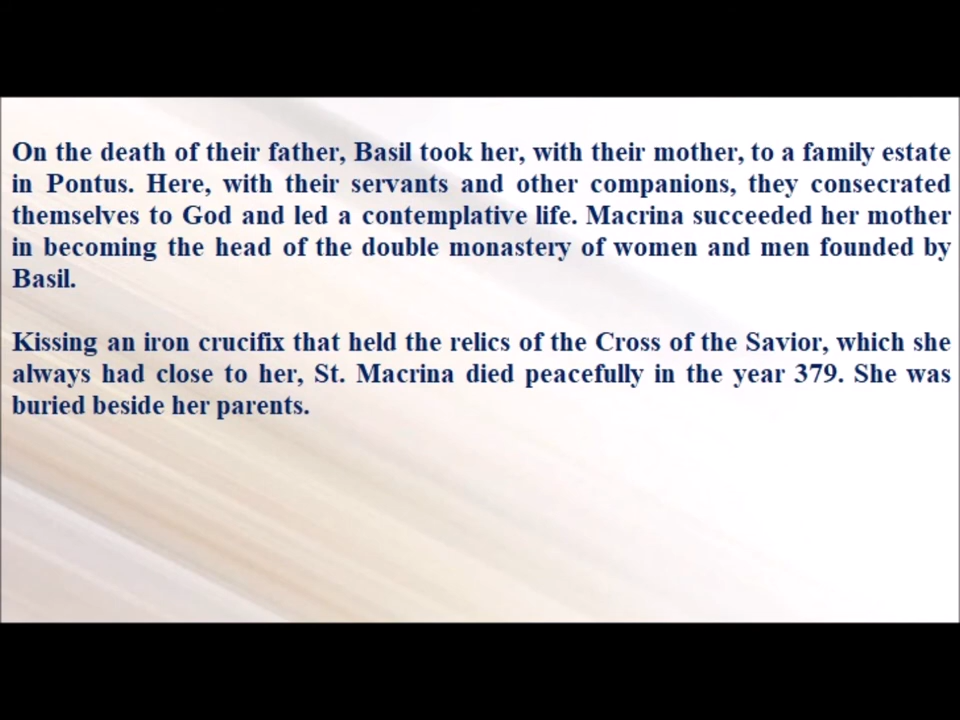 On the death of their father, Basil took her, with their mother, to a family estate
in Pontus. Here, with their servants and other companions, they consecrated
themselves to God and led a contemplative life. Macrina succeeded her mother
in becoming the head of the double monastery of women and men founded by
Basil.
Kissing an iron crucifix that held the relics of the Cross of the Savior, which she
always had close to her, St. Macrina died peacefully in the year 379. She was
buried beside her parents.